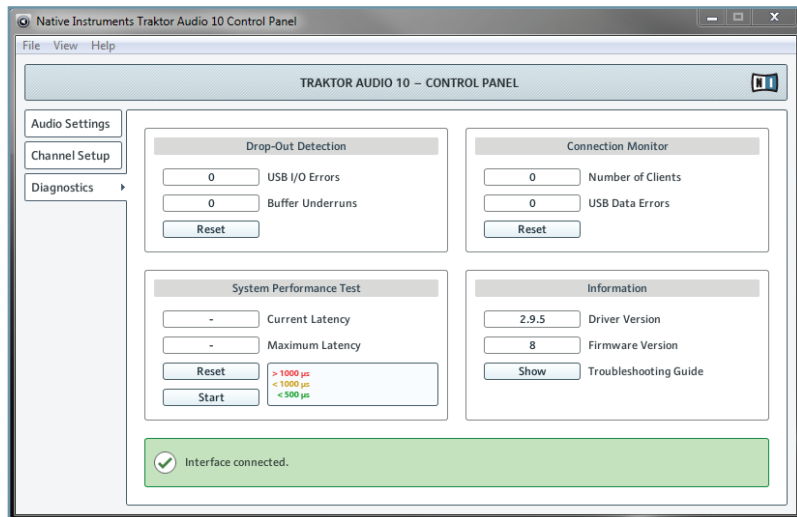 Native Instruments Traktor Audio 10 Control Panel
File View Help
TRAKTOR AUDIO 10 – CONTROL PANEL
NI
Audio Settings
Channel Setup
Diagnostics
Drop-Out Detection
0 USB I/O Errors
0 Buffer Underruns
Reset
Connection Monitor
0 Number of Clients
0 USB Data Errors
Reset
System Performance Test
- Current Latency
- Maximum Latency
Reset
Start
> 1000 µs
< 1000 µs
< 500 µs
Information
2.9.5 Driver Version
8 Firmware Version
Show Troubleshooting Guide
Interface connected.